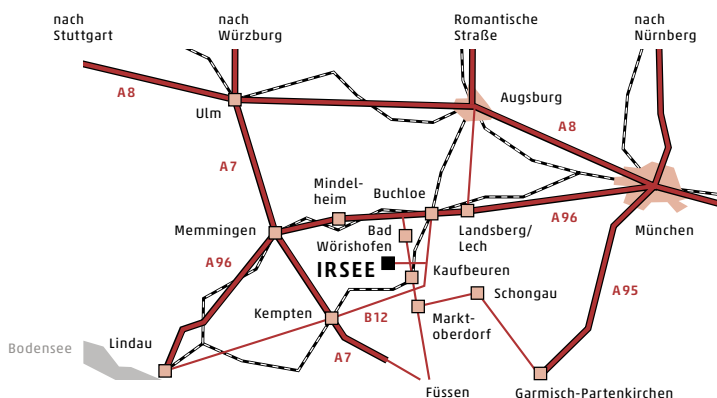 nach
Stuttgart
nach
Würzburg
Romantische
Straße
nach
Nürnberg
A8
Ulm
Augsburg
A8
A7
Mindel-
heim
Buchloe
Memmingen
Bad
Wörishofen
Landsberg/
Lech
A96
München
IRSEE
Kaufbeuren
A96
Schongau
A95
Kempten
B12
Markt-
oberdorf
Bodensee
Lindau
A7
Füssen
Garmisch-Partenkirchen